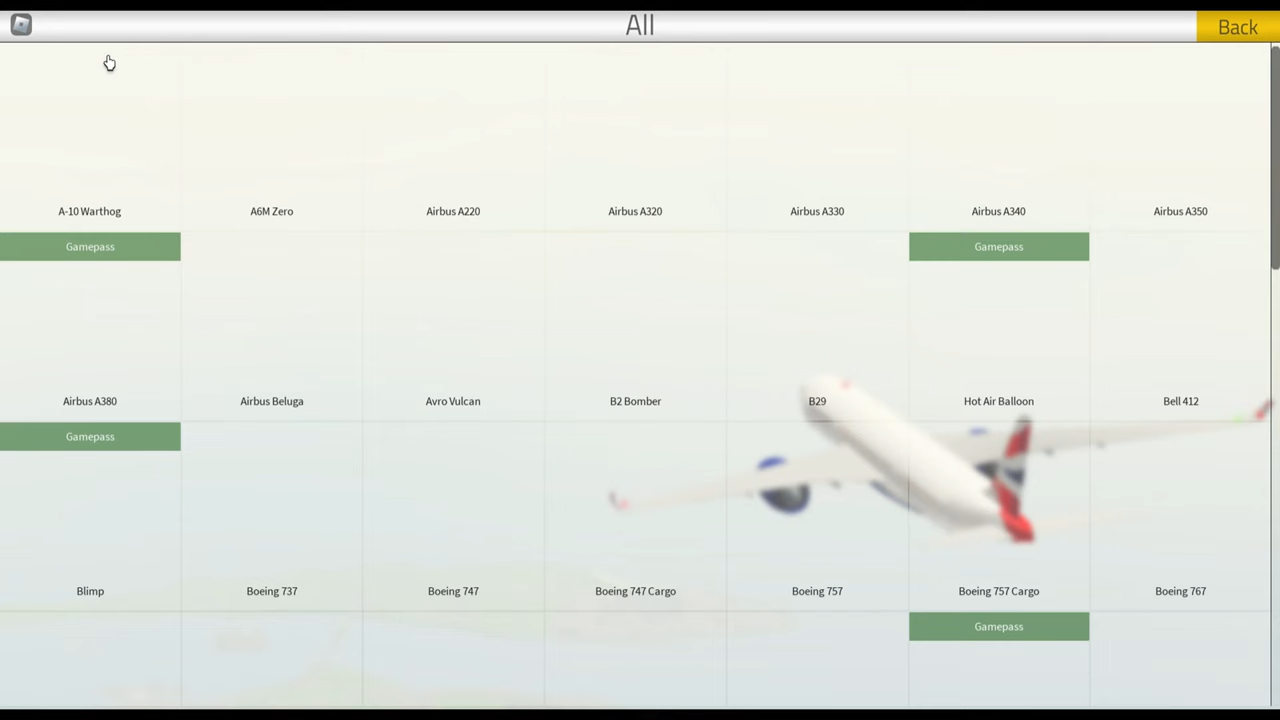 All
Back
A-10 Warthog
A6M Zero
Airbus A220
Airbus A320
Airbus A330
Airbus A340
Airbus A350
Gamepass
Gamepass
Airbus A380
Airbus Beluga
Avro Vulcan
B2 Bomber
B29
Hot Air Balloon
Bell 412
Gamepass
Blimp
Boeing 737
Boeing 747
Boeing 747 Cargo
Boeing 757
Boeing 757 Cargo
Boeing 767
Gamepass